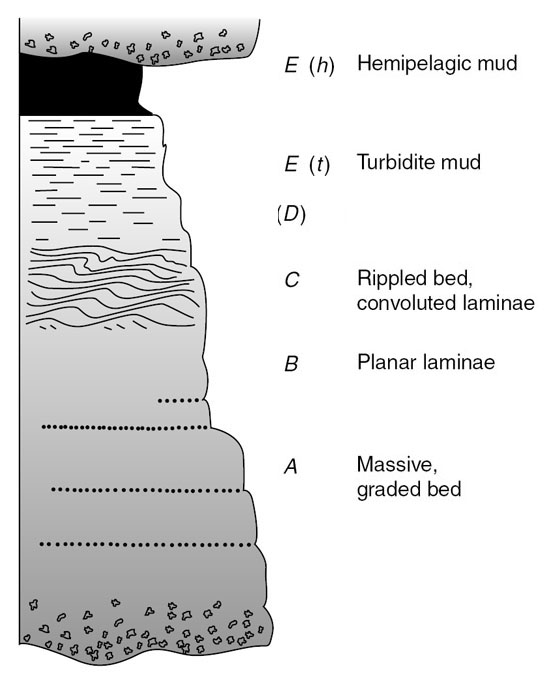 E (h) Hemipelagic mud
E (t) Turbidite mud
(D)
C Rippled bed,
convoluted laminae
B Planar laminae
A Massive,
graded bed